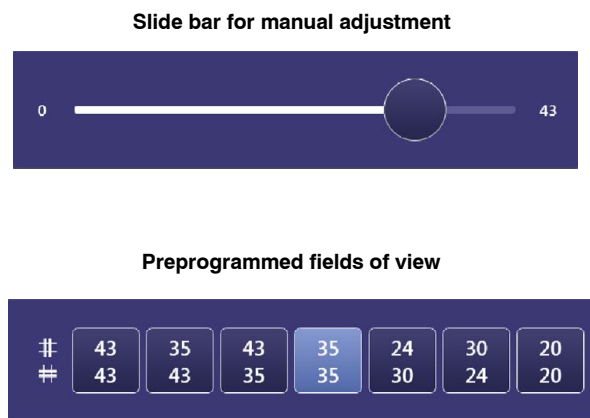 Slide bar for manual adjustment
0 43
Preprogrammed fields of view
43 35 43 35 24 30 20
43 43 35 35 30 24 20